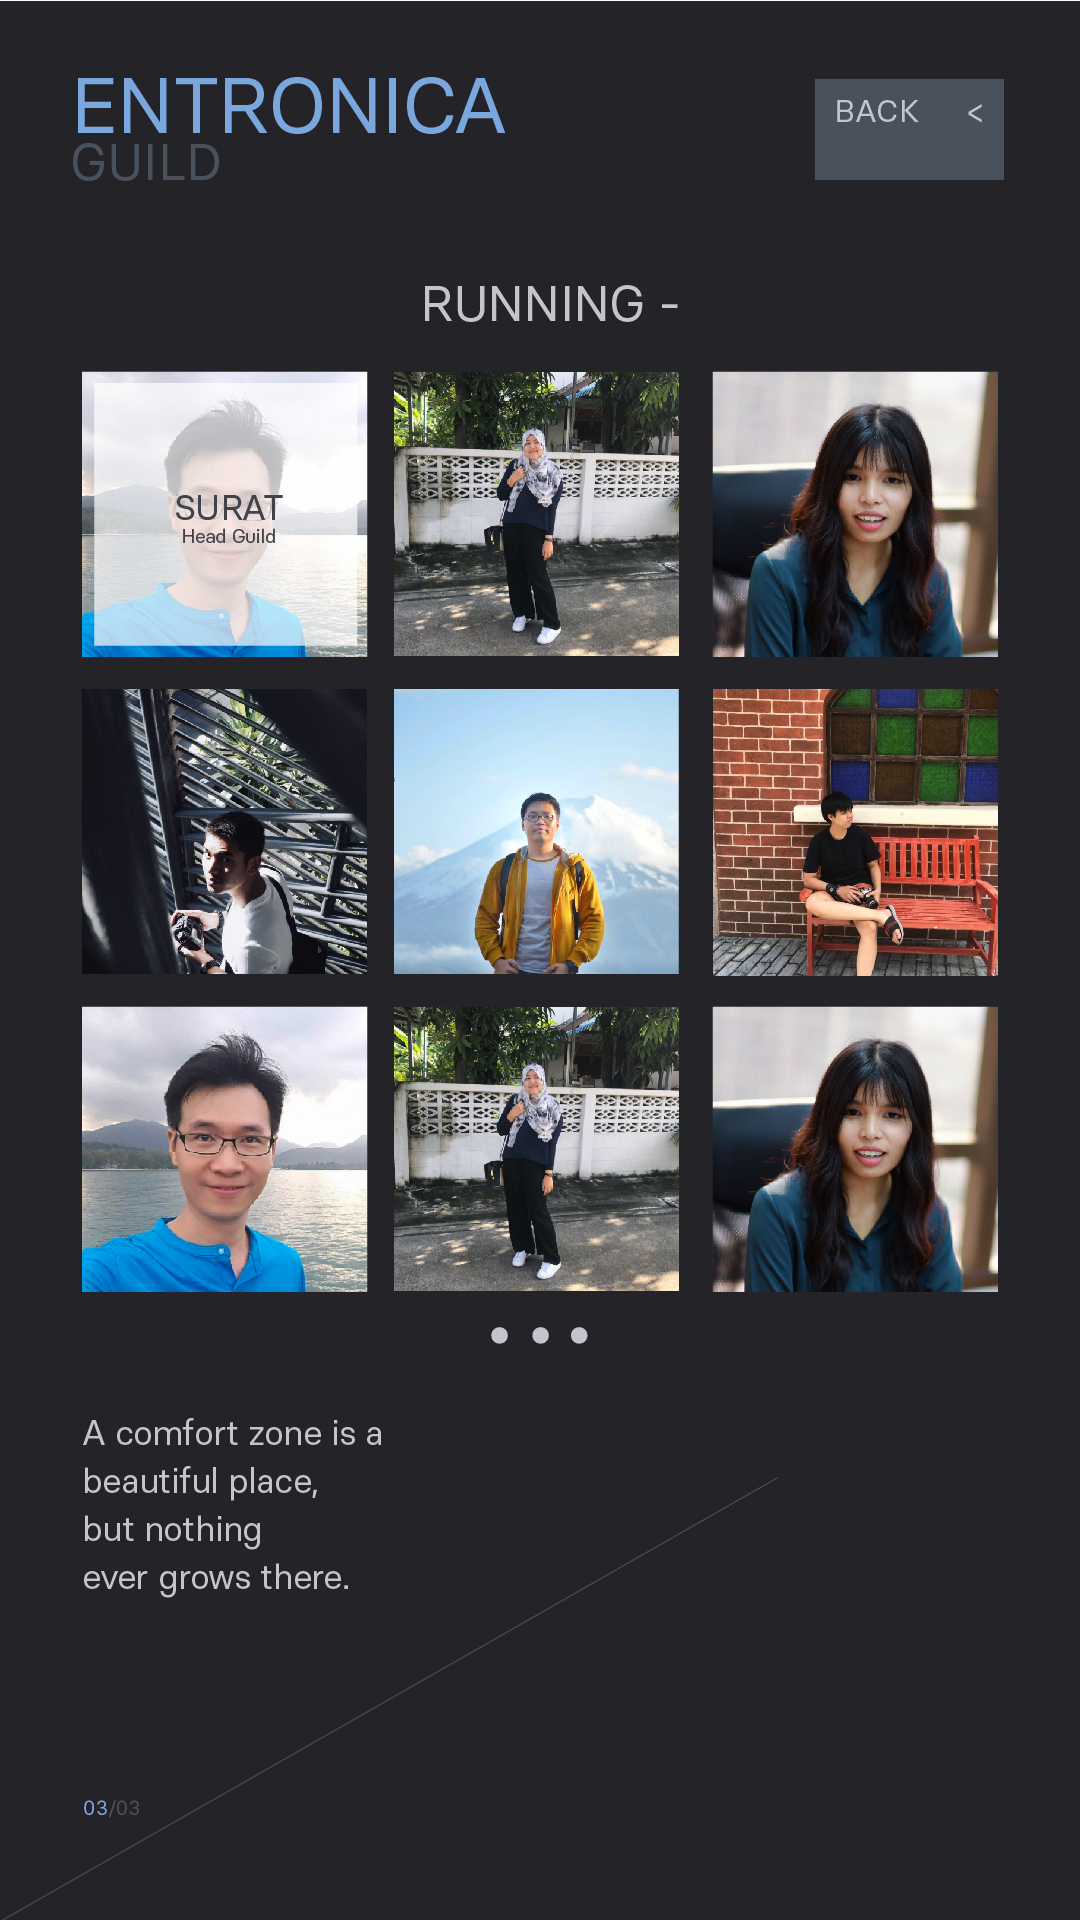 ENTRONICA
GUILD
BACK <
RUNNING -
SURAT
Head Guild
A comfort zone is a
beautiful place,
but nothing
ever grows there.
03/03